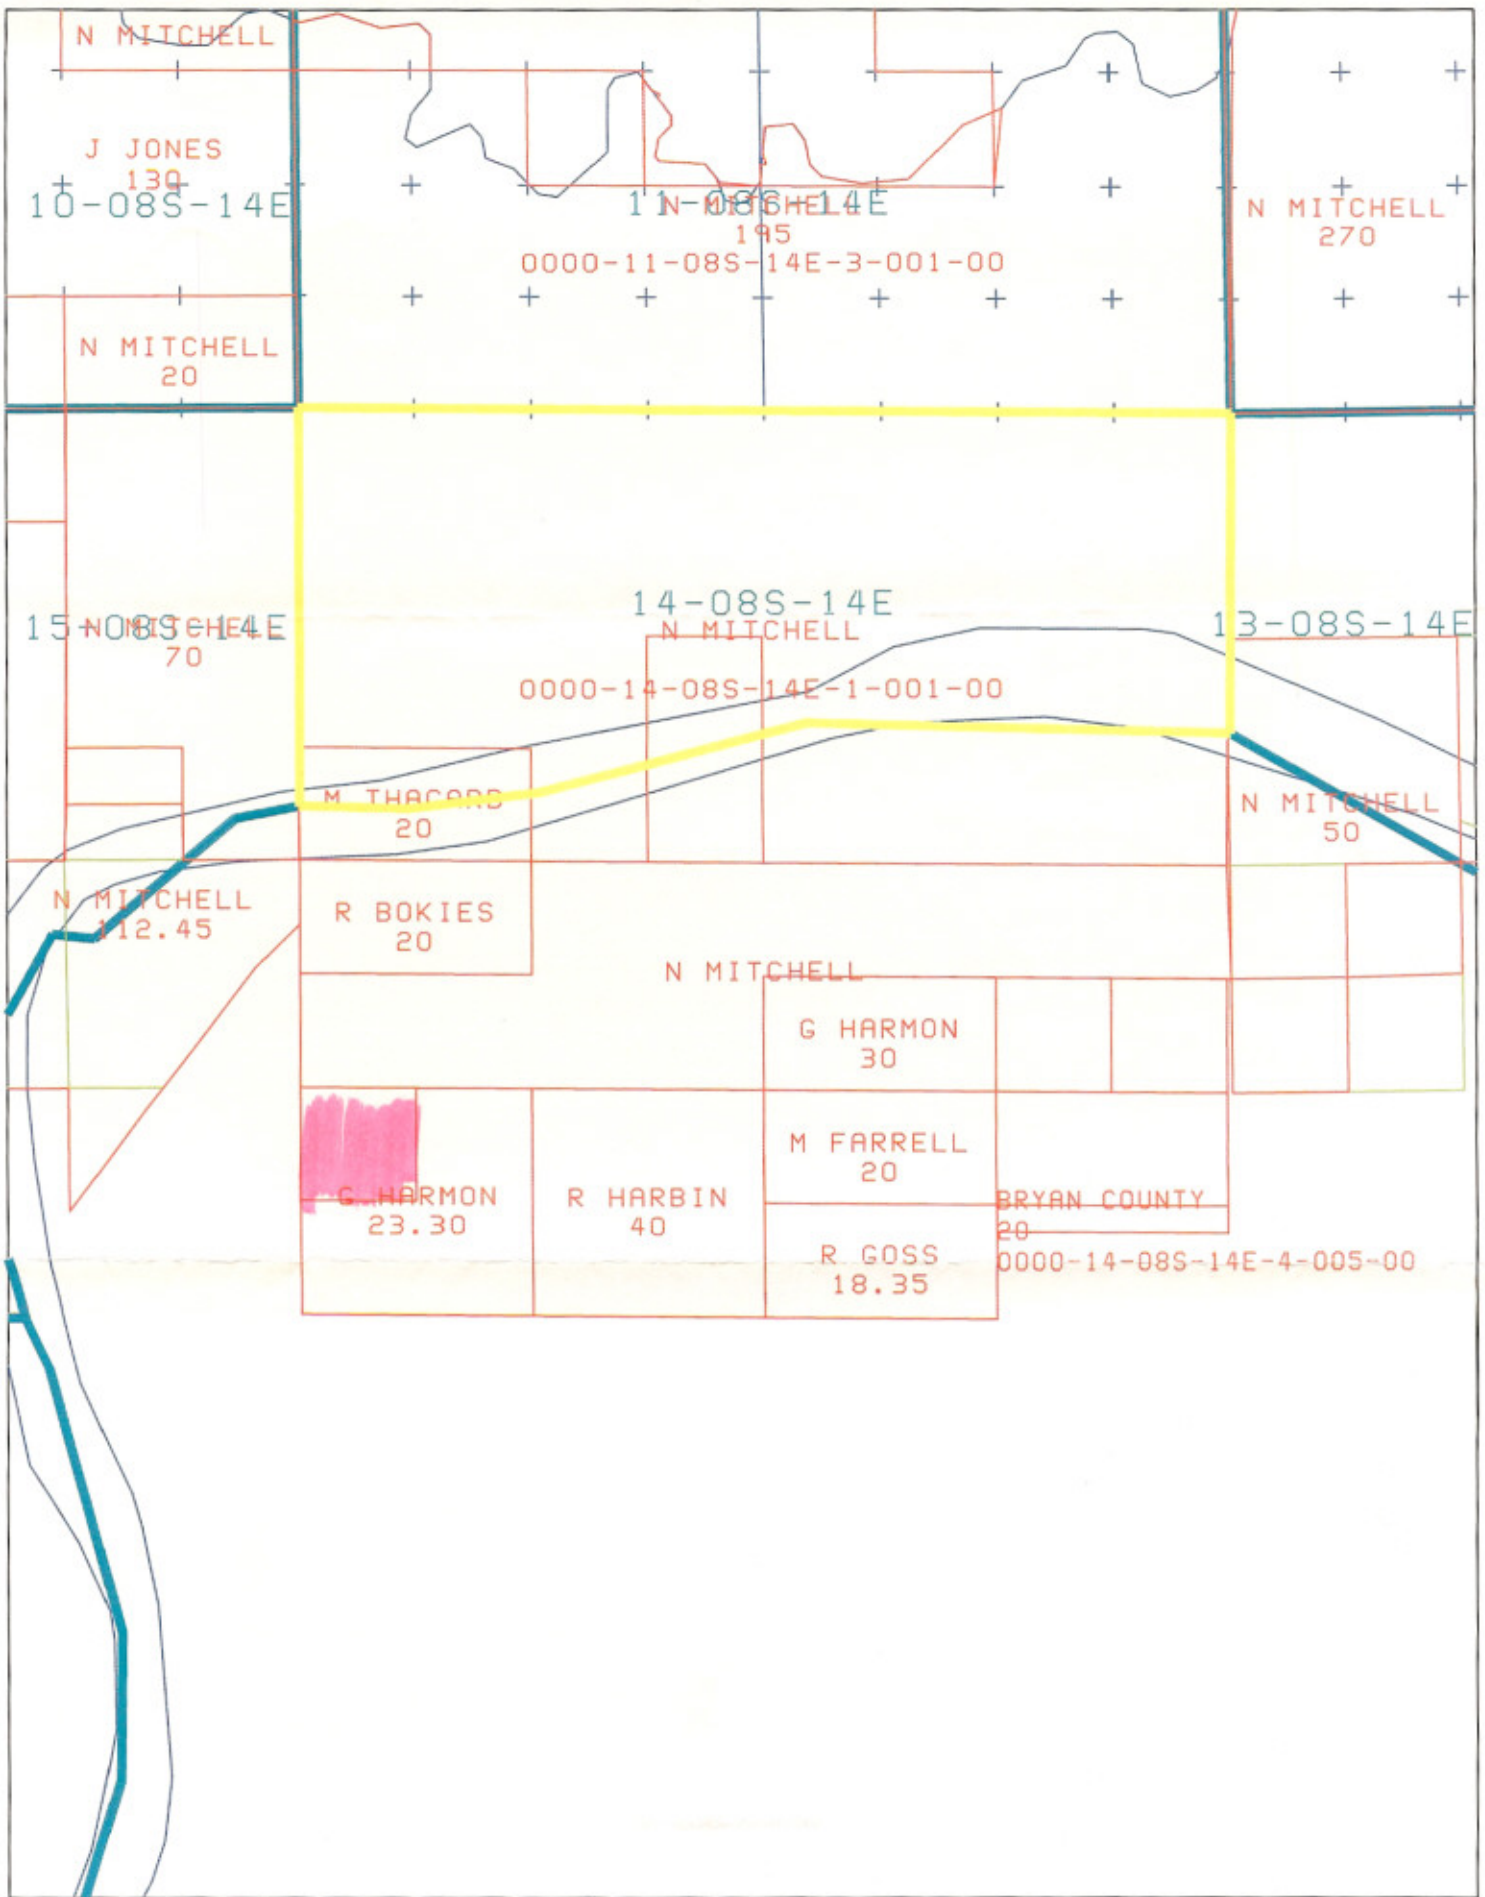 N MITCHELL
J JONES
130
10-08S-14E
11-08S-14E
N MITCHELL
195
0000-11-08S-14E-3-001-00
N MITCHELL
270
N MITCHELL
20
14-08S-14E
N MITCHELL
0000-14-08S-14E-1-001-00
15-08S-14E
N MITCHELL
70
13-08S-14E
M THAGARD
20
N MITCHELL
50
N MITCHELL
112.45
R BOKIES
20
N MITCHELL
G HARMON
30
M FARRELL
20
G HARMON
23.30
R HARBIN
40
BRYAN COUNTY
20
0000-14-08S-14E-4-005-00
R GOSS
18.35